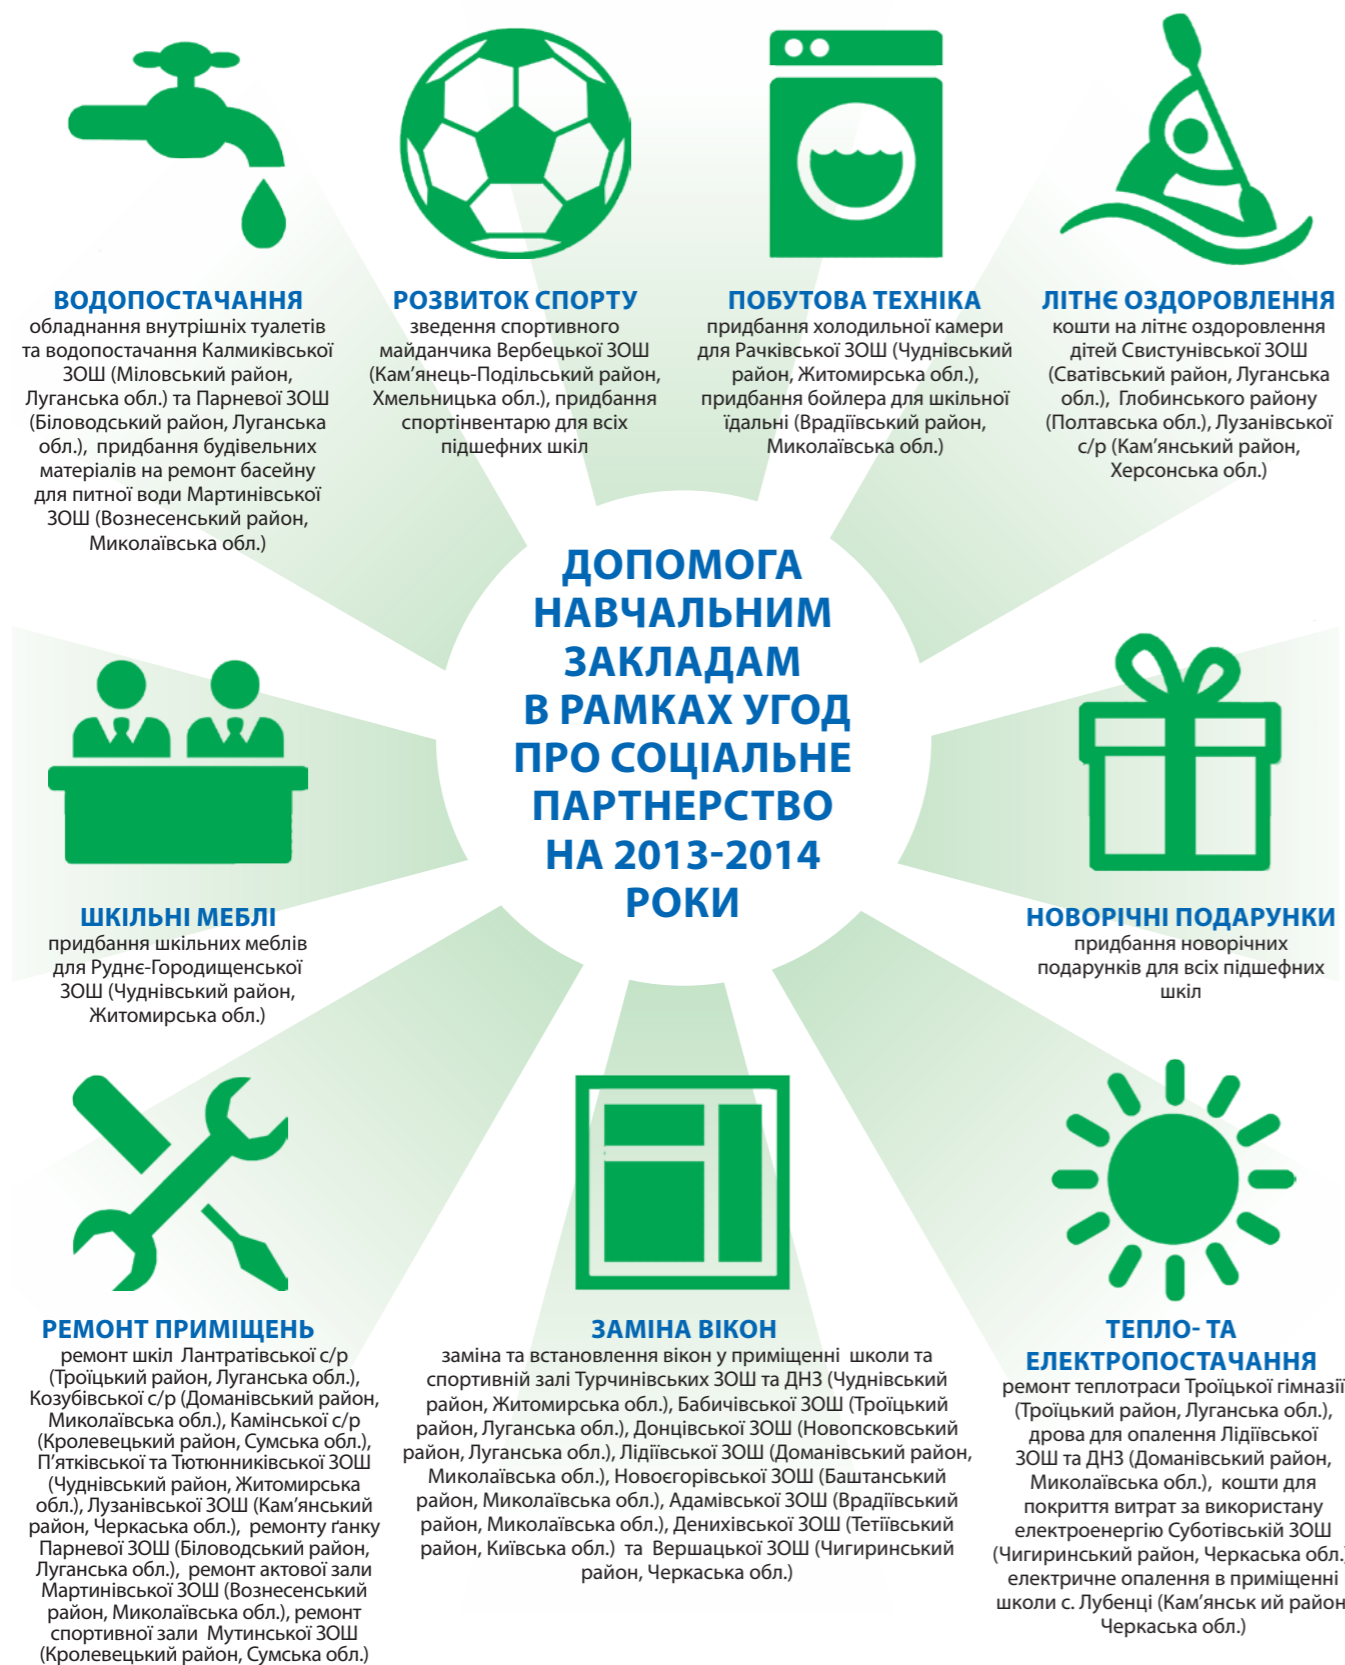 ВОДОПОСТАЧАННЯ
обладнання внутрішніх туалетів
та водопостачання Калмиківської
ЗОШ (Міловський район,
Луганська обл.) та Парневої ЗОШ
(Біловодський район, Луганська
обл.), придбання будівельних
матеріалів на ремонт басейну
для питної води Мартинівської
ЗОШ (Вознесенський район,
Миколаївська обл.)
РОЗВИТОК СПОРТУ
зведення спортивного
майданчика Вербецької ЗОШ
(Кам’янець-Подільський район,
Хмельницька обл.), придбання
спортінвентарю для всіх
підшефних шкіл
ПОБУТОВА ТЕХНІКА
придбання холодильної камери
для Рачківської ЗОШ (Чуднівський
район, Житомирська обл.),
придбання бойлера для шкільної
їдальні (Врадіївський район,
Миколаївська обл.)
ЛІТНЄ ОЗДОРОВЛЕННЯ
кошти на літнє оздоровлення
дітей Свистунівської ЗОШ
(Сватівський район, Луганська
обл.), Глобинського району
(Полтавська обл.), Лузанівської
с/р (Кам’янський район,
Херсонська обл.)
ДОПОМОГА
НАВЧАЛЬНИМ
ЗАКЛАДАМ
В РАМКАХ УГОД
ПРО СОЦІАЛЬНЕ
ПАРТНЕРСТВО
НА 2013-2014
РОКИ
ШКІЛЬНІ МЕБЛІ
придбання шкільних меблів
для Руднє-Городищенської
ЗОШ (Чуднівський район,
Житомирська обл.)
НОВОРІЧНІ ПОДАРУНКИ
придбання новорічних
подарунків для всіх підшефних
шкіл
РЕМОНТ ПРИМІЩЕНЬ
ремонт шкіл Лантратівської с/р
(Троїцький район, Луганська обл.),
Козубівської с/р (Доманівський район,
Миколаївська обл.), Камінської с/р
(Кролевецький район, Сумська обл.),
П’ятківської та Тютюнниківської ЗОШ
(Чуднівський район, Житомирська
обл.), Лузанівської ЗОШ (Кам’янський
район, Черкаська обл.), ремонту ґанку
Парневої ЗОШ (Біловодський район,
Луганська обл.), ремонт актової зали
Мартинівської ЗОШ (Вознесенський
район, Миколаївська обл.), ремонт
спортивної зали Мутинської ЗОШ
(Кролевецький район, Сумська обл.)
ЗАМІНА ВІКОН
заміна та встановлення вікон у приміщенні школи та
спортивній залі Турчинівських ЗОШ та ДНЗ (Чуднівський
район, Житомирська обл.), Бабичівської ЗОШ (Троїцький
район, Луганська обл.), Донцівської ЗОШ (Новопсковський
район, Луганська обл.), Лідіївської ЗОШ (Доманівський район,
Миколаївська обл.), Новоєгорівської ЗОШ (Баштанський
район, Миколаївська обл.), Адамівської ЗОШ (Врадіївський
район, Миколаївська обл.), Денихівської ЗОШ (Тетіївський
район, Київська обл.) та Вершацької ЗОШ (Чигиринський
район, Черкаська обл.)
ТЕПЛО- ТА
ЕЛЕКТРОПОСТАЧАННЯ
ремонт теплотраси Троїцької гімназії
(Троїцький район, Луганська обл.),
дрова для опалення Лідіївської
ЗОШ та ДНЗ (Доманівський район,
Миколаївська обл.), кошти для
покриття витрат за використану
електроенергію Суботівській ЗОШ
(Чигиринський район, Черкаська обл.)
електричне опалення в приміщенні
школи с. Лубенці (Кам’янськ ий район
Черкаська обл.)